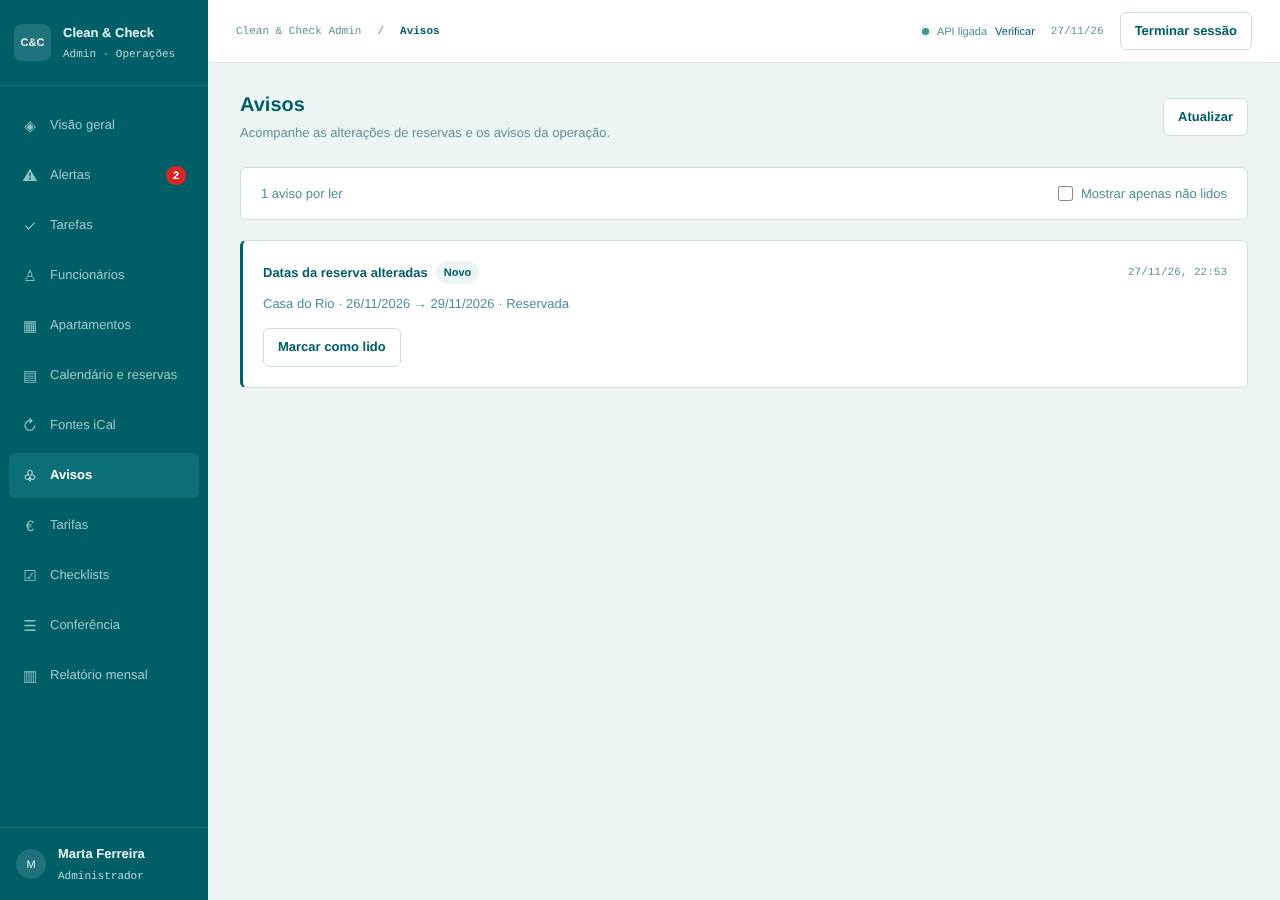 C&C
Clean & Check
Admin · Operações
Visão geral
Alertas 2
Tarefas
Funcionários
Apartamentos
Calendário e reservas
Fontes iCal
Avisos
€ Tarifas
Checklists
Conferência
Relatório mensal
M
Marta Ferreira
Administrador
Clean & Check Admin / Avisos
API ligada Verificar 27/11/26 Terminar sessão
Avisos
Acompanhe as alterações de reservas e os avisos da operação.
Atualizar
1 aviso por ler
Mostrar apenas não lidos
Datas da reserva alteradas Novo
27/11/26, 22:53
Casa do Rio · 26/11/2026 → 29/11/2026 · Reservada
Marcar como lido